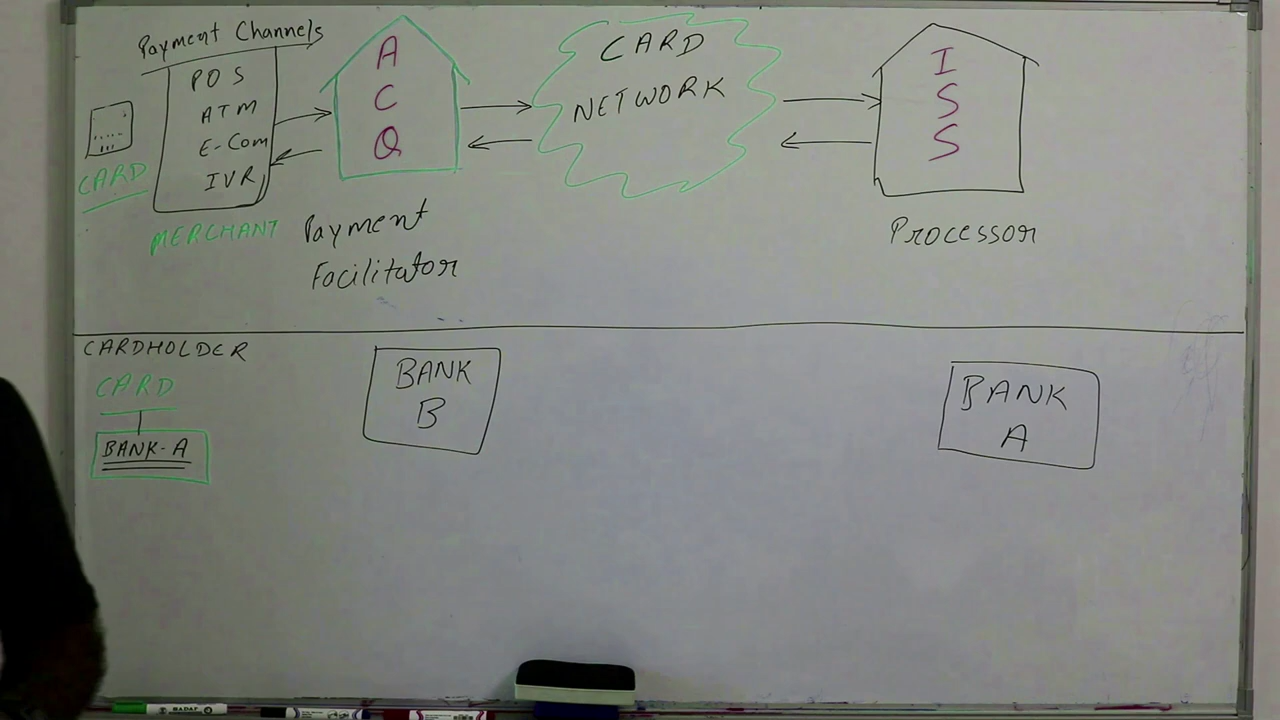 Payment Channels
POS
ATM
E-Com
IVR
CARD
MERCHANT
A
C
Q
Payment
Facilitator
CARD
NETWORK
I
S
S
Processor
CARDHOLDER
CARD
BANK-A
BANK
B
BANK
A